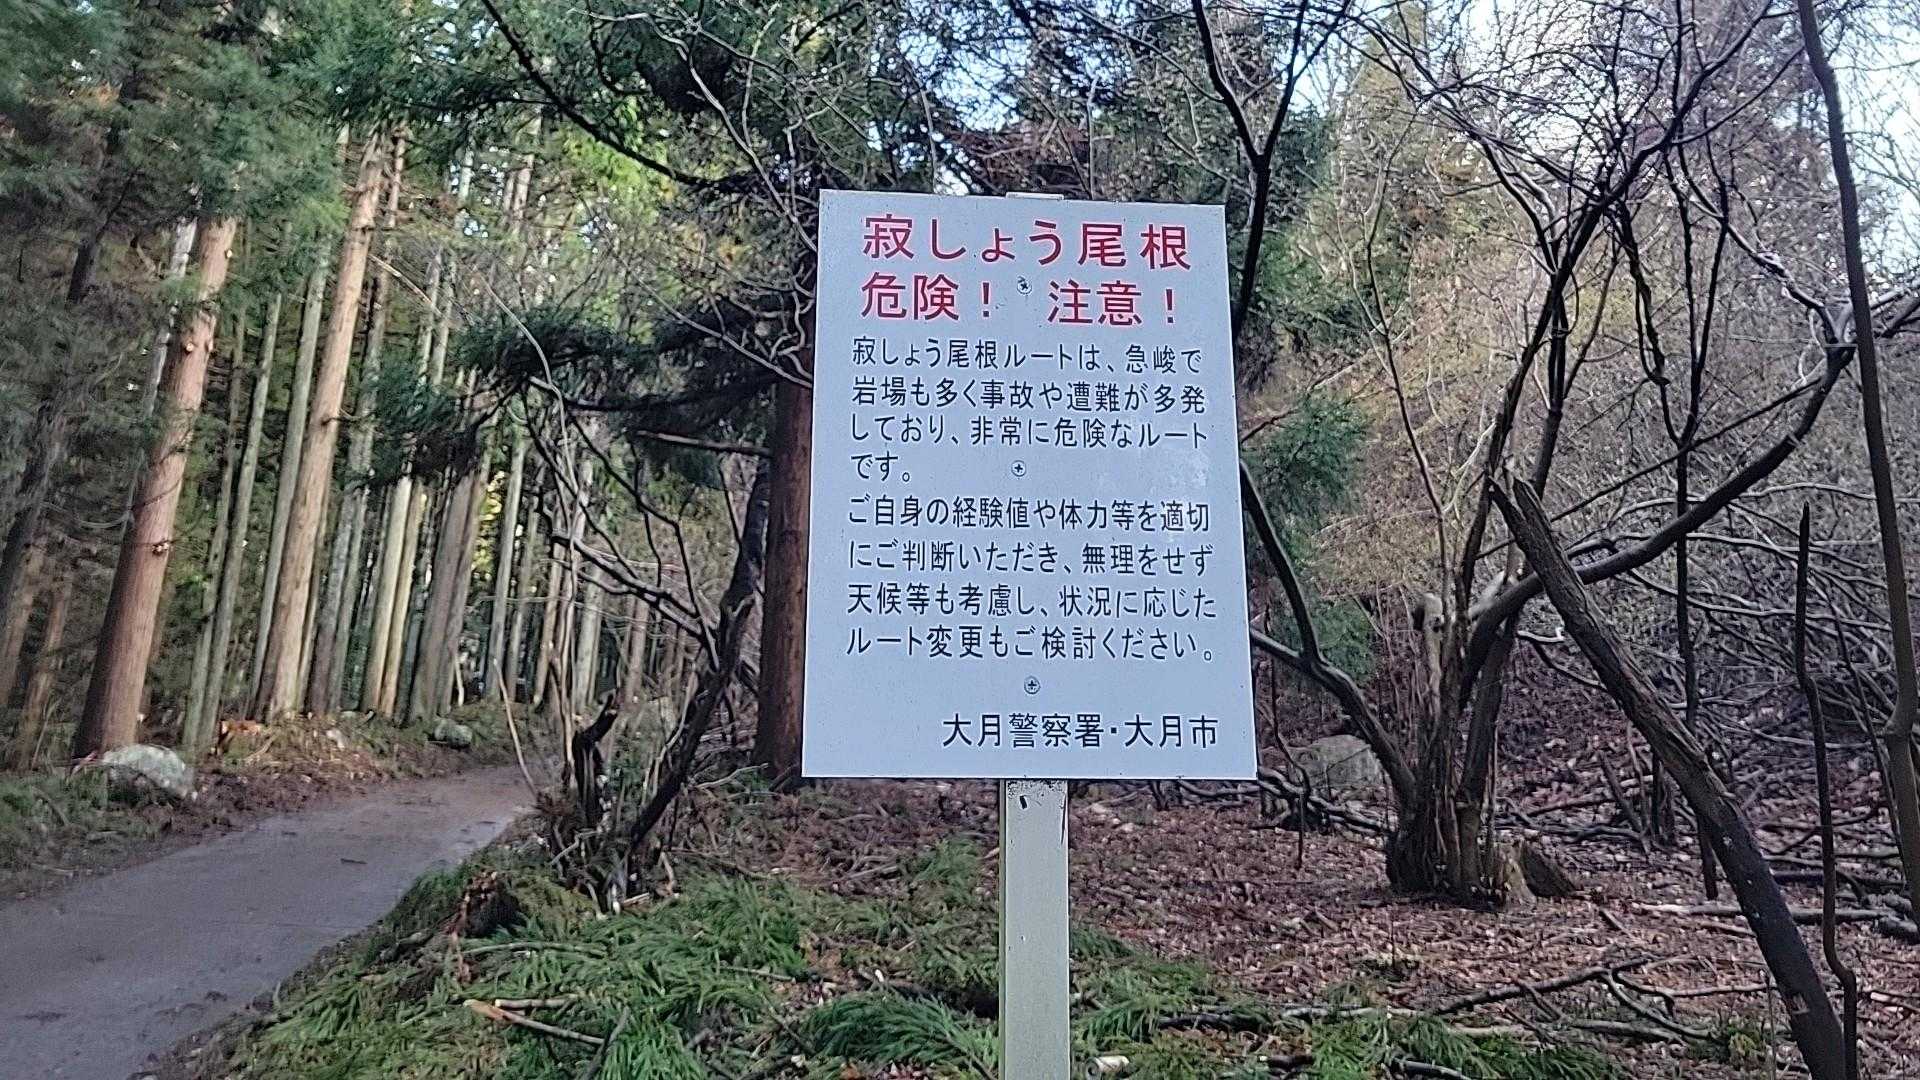 寂しょう尾根
危険！ 注意！
寂しょう尾根ルートは、急峻で
岩場も多く事故や遭難が多発
しており、非常に危険なルート
です。
ご自身の経験値や体力等を適切
にご判断いただき、無理をせず
天候等も考慮し、状況に応じた
ルート変更もご検討ください。
大月警察署・大月市